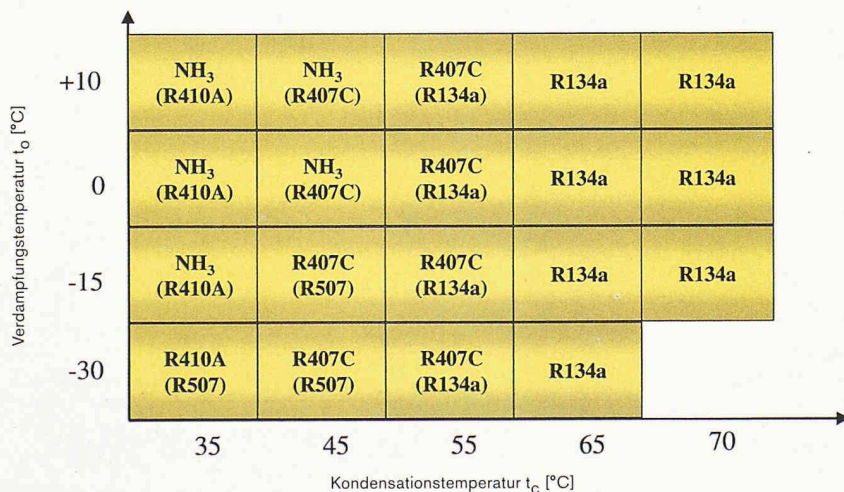 Verdampfungstemperatur t₀ [°C]
+10
NH₃ NH₃ R407C R134a R134a
(R410A) (R407C) (R134a)
0
NH₃ NH₃ R407C R134a R134a
(R410A) (R407C) (R134a)
-15
NH₃ R407C R407C R134a R134a
(R410A) (R507) (R134a)
-30
R410A R407C R407C R134a
(R507) (R507) (R134a)
35 45 55 65 70
Kondensationstemperatur t_c [°C]